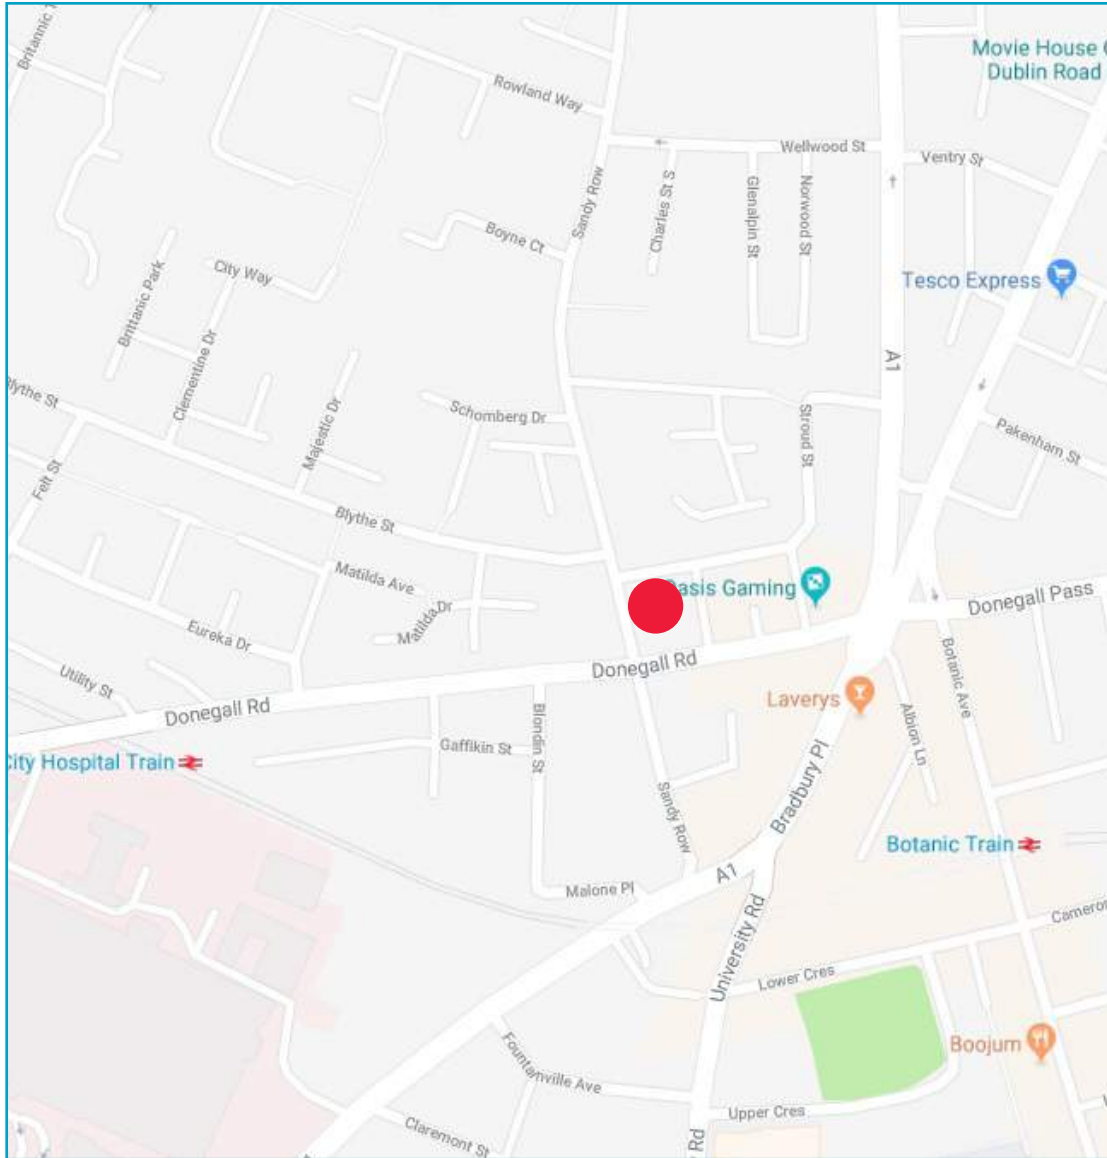 Britannic
Movie House
Dublin Road
Rowland Way
Wellwood St
Ventry St
Sandy Row
Charles St S
Glenalpin St
Norwood St
Boyne Ct
City Way
Tesco Express
Brittanic Park
Clementine Dr
A1
Blythe St
Majestic Dr
Schomberg Dr
Stroud St
Pakenham St
Felt St
Blythe St
Matilda Ave
asis Gaming
Donegall Pass
Matilda Dr
Eureka Dr
Donegall Rd
Botanic Ave
Utility St
Laverys
Donegall Rd
Blondin St
Albion Ln
Gaffikin St
City Hospital Train
Bradbury Pl
Sandy Row
Botanic Train
A1
Malone Pl
University Rd
Cameron
Lower Cres
Boojum
Fountainville Ave
Upper Cres
Claremont St
Rd